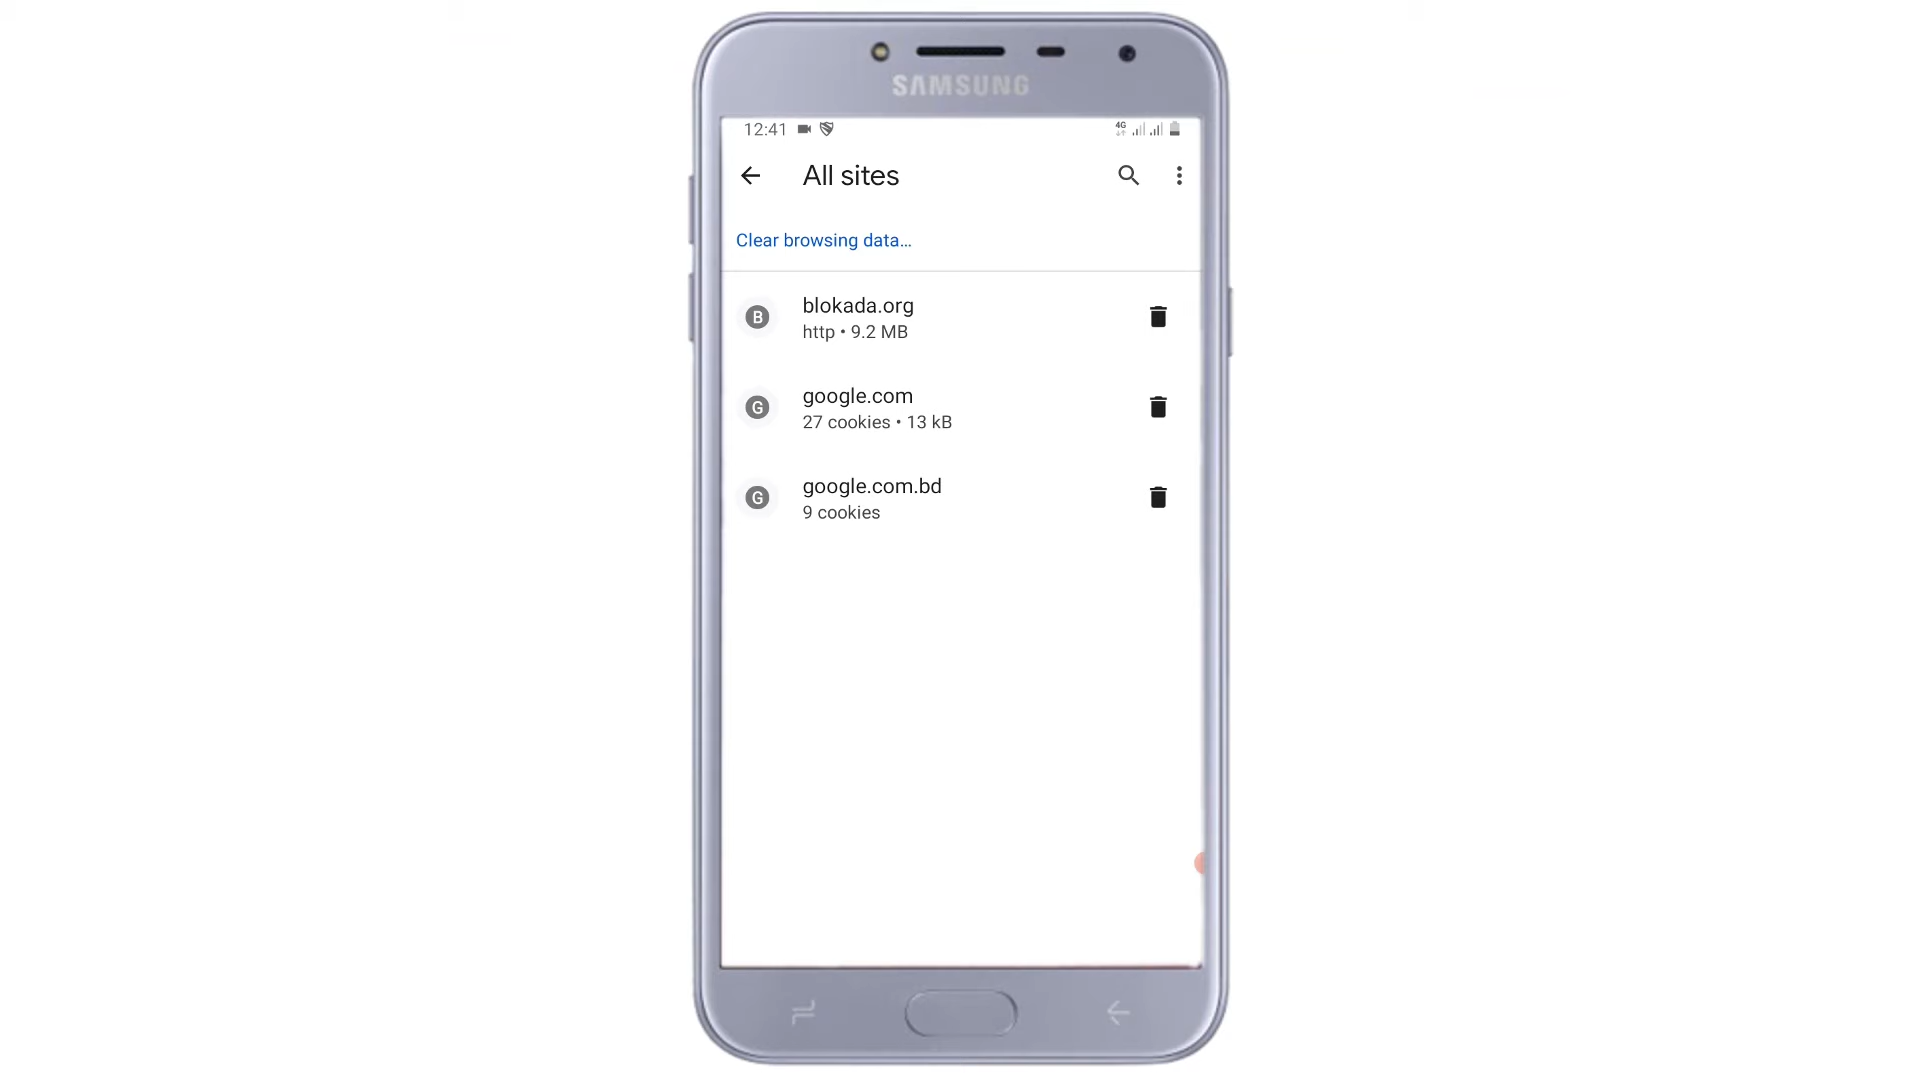 SAMSUNG
12:41
4G
All sites
Clear browsing data...
B
blokada.org
http • 9.2 MB
G
google.com
27 cookies • 13 kB
G
google.com.bd
9 cookies